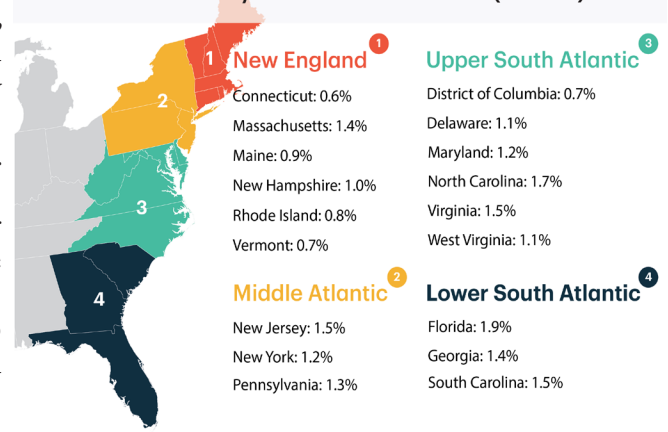 1
2
3
4
New England 1
Connecticut: 0.6%
Massachusetts: 1.4%
Maine: 0.9%
New Hampshire: 1.0%
Rhode Island: 0.8%
Vermont: 0.7%
Upper South Atlantic 3
District of Columbia: 0.7%
Delaware: 1.1%
Maryland: 1.2%
North Carolina: 1.7%
Virginia: 1.5%
West Virginia: 1.1%
Middle Atlantic 2
New Jersey: 1.5%
New York: 1.2%
Pennsylvania: 1.3%
Lower South Atlantic 4
Florida: 1.9%
Georgia: 1.4%
South Carolina: 1.5%